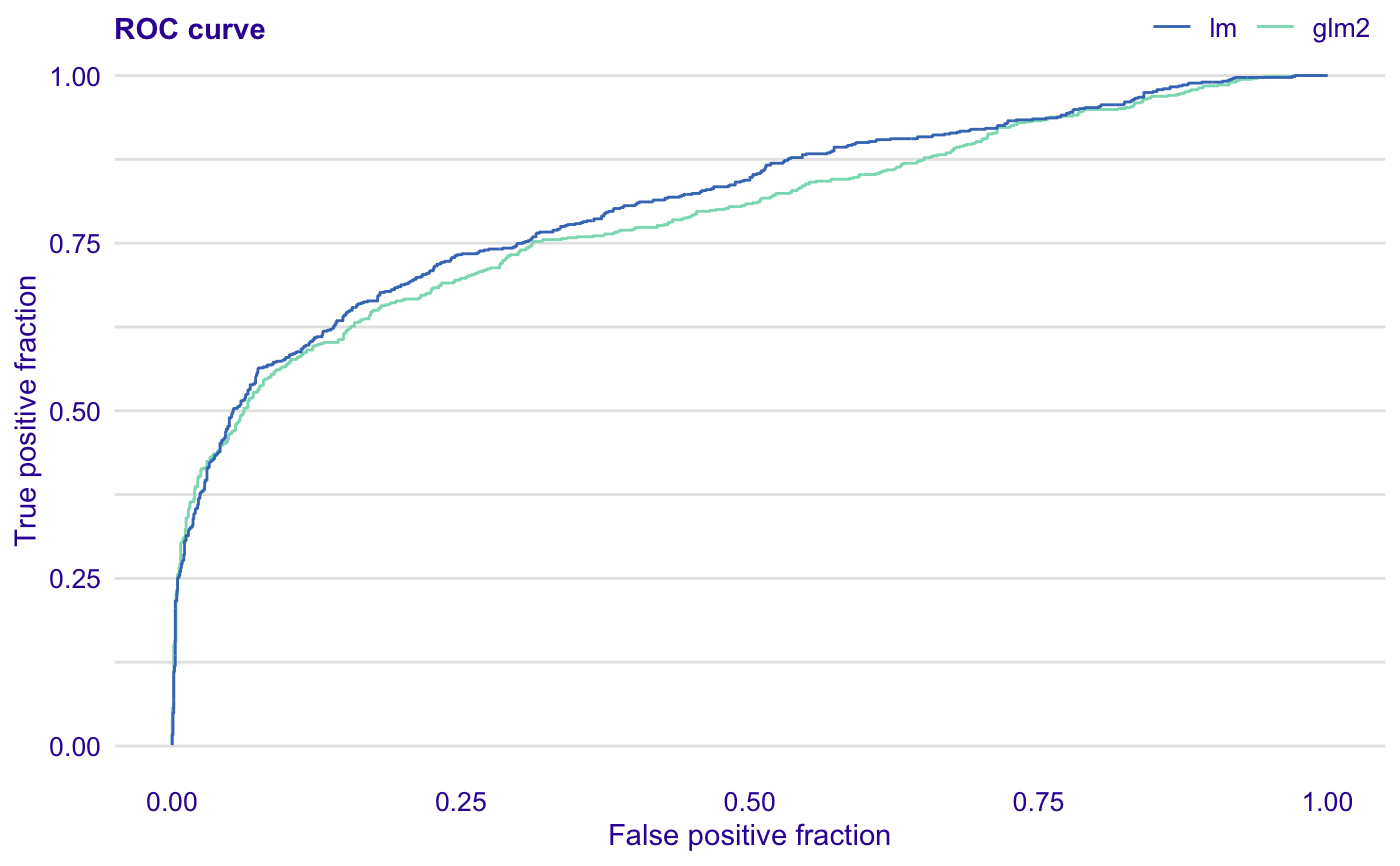 ROC curve
lm
glm2
1.00
0.75
0.50
0.25
0.00
True positive fraction
0.00 0.25 0.50 0.75 1.00
False positive fraction